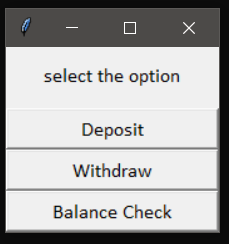 select the option
Deposit
Withdraw
Balance Check